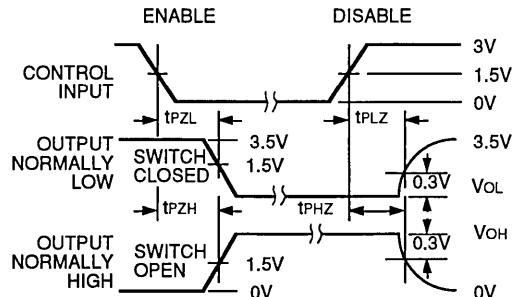 ENABLE DISABLE
3V
CONTROL INPUT 1.5V
0V
tPZL tPLZ
OUTPUT NORMALLY LOW
SWITCH CLOSED
3.5V 3.5V
1.5V
0.3V
VOL
tPZH tPHZ
OUTPUT NORMALLY HIGH
SWITCH OPEN
VOH
0.3V
1.5V
0V 0V